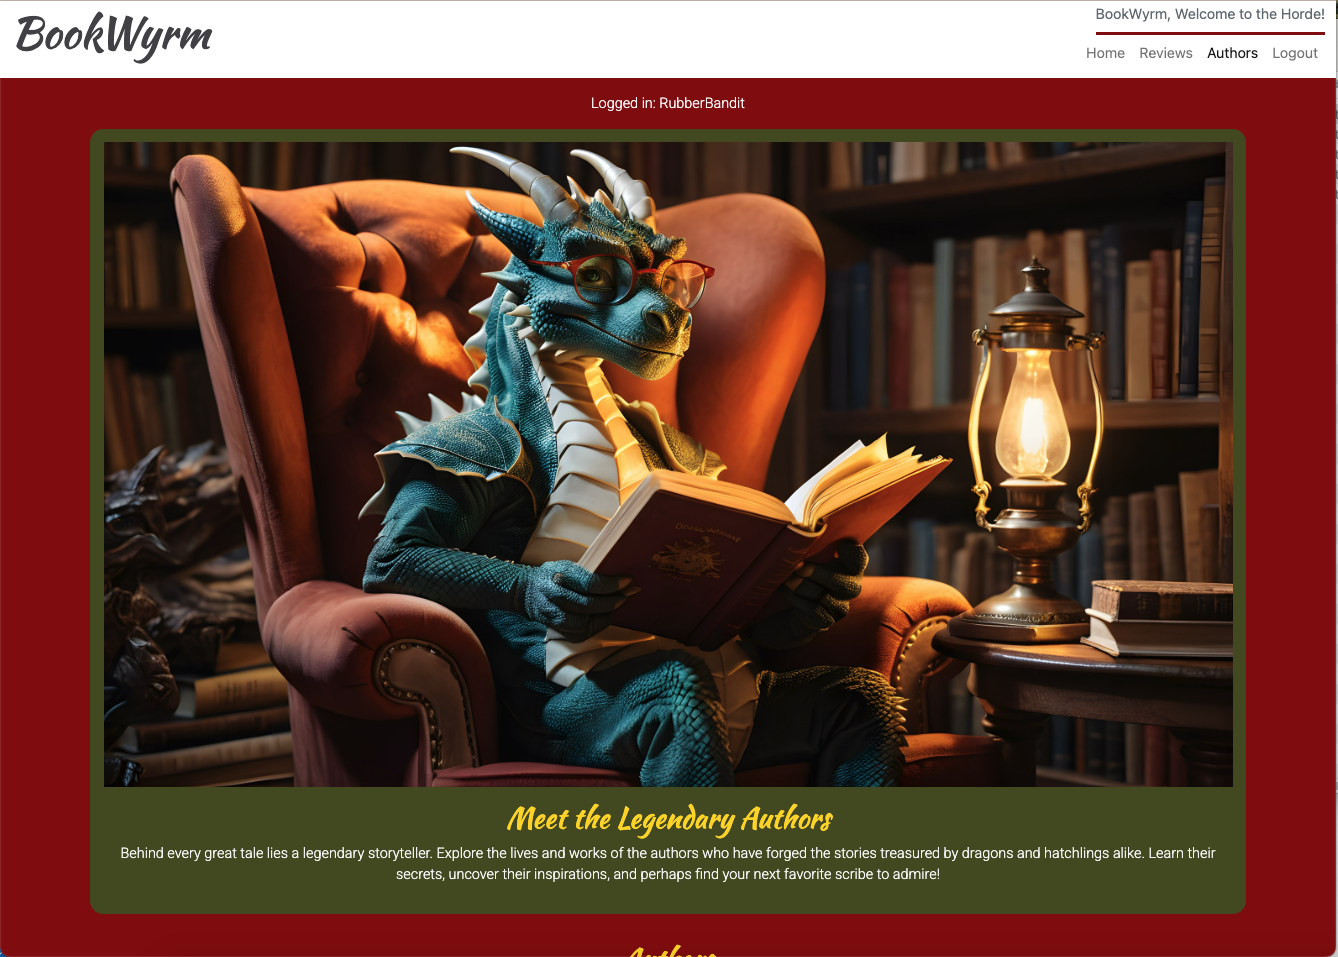 BookWyrm
BookWyrm, Welcome to the Horde!
Home Reviews Authors Logout
Logged in: RubberBandit
Meet the Legendary Authors
Behind every great tale lies a legendary storyteller. Explore the lives and works of the authors who have forged the stories treasured by dragons and hatchlings alike. Learn their
secrets, uncover their inspirations, and perhaps find your next favorite scribe to admire!
Authors